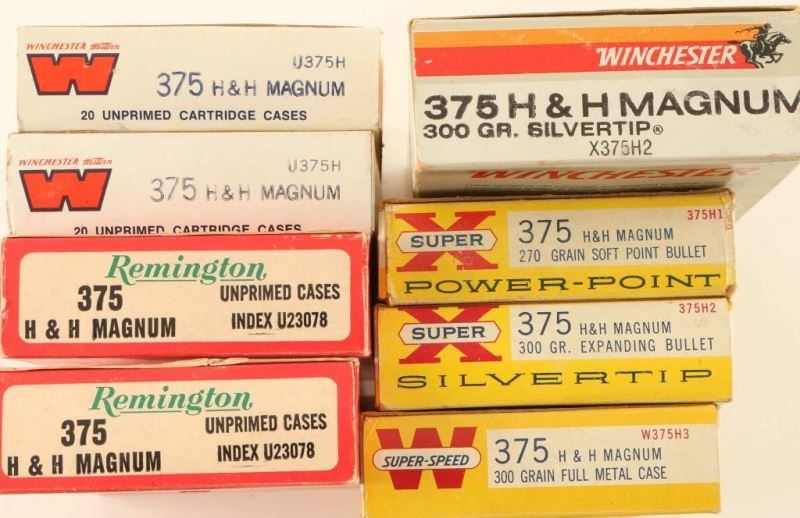 WINCHESTER Western
W
U375H
375 H&H MAGNUM
20 UNPRIMED CARTRIDGE CASES
WINCHESTER Western
W
U375H
375 H&H MAGNUM
20 UNPRIMED CARTRIDGE CASES
Remington
375
H & H MAGNUM
UNPRIMED CASES
INDEX U23078
Remington
375
H & H MAGNUM
UNPRIMED CASES
INDEX U23078
WINCHESTER
375 H & H MAGNUM
300 GR. SILVERTIP®
X375H2
375H1
X
SUPER
375 H&H MAGNUM
270 GRAIN SOFT POINT BULLET
POWER-POINT
375H2
X
SUPER
375 H&H MAGNUM
300 GR. EXPANDING BULLET
SILVERTIP
W375H3
W
SUPER-SPEED
375 H & H MAGNUM
300 GRAIN FULL METAL CASE